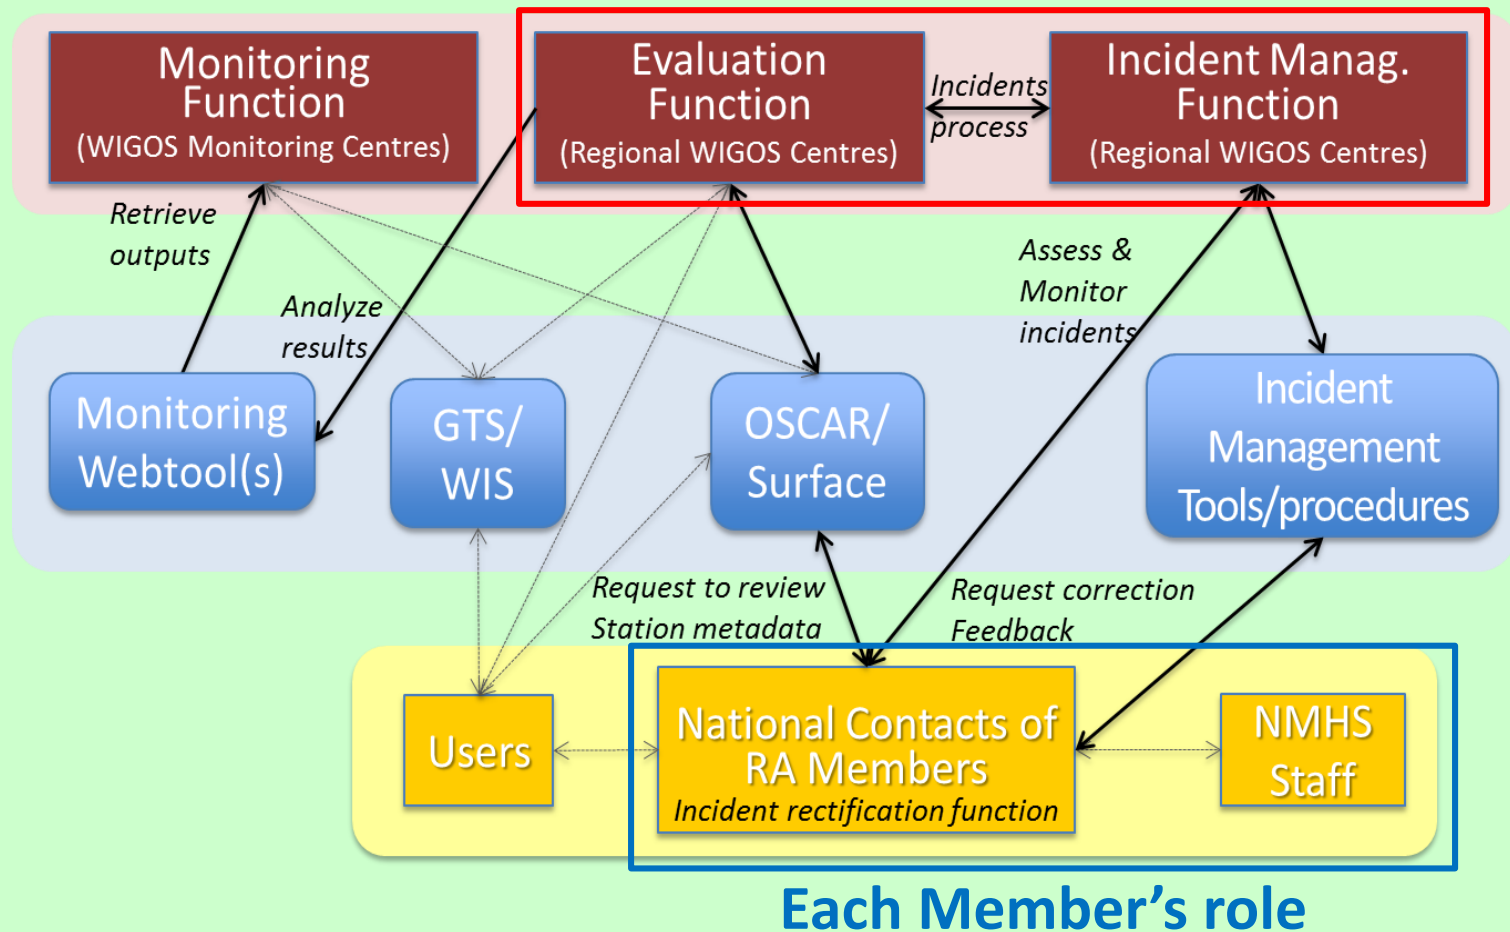 Monitoring
Function
(WIGOS Monitoring Centres)
Evaluation
Function
(Regional WIGOS Centres)
Incidents
process
Incident Manag.
Function
(Regional WIGOS Centres)
Retrieve
outputs
Analyze
results
Assess &
Monitor
incidents
Monitoring
Webtool(s)
GTS/
WIS
OSCAR/
Surface
Incident
Management
Tools/procedures
Request to review
Station metadata
Request correction
Feedback
Users
National Contacts of
RA Members
Incident rectification function
NMHS
Staff
Each Member’s role